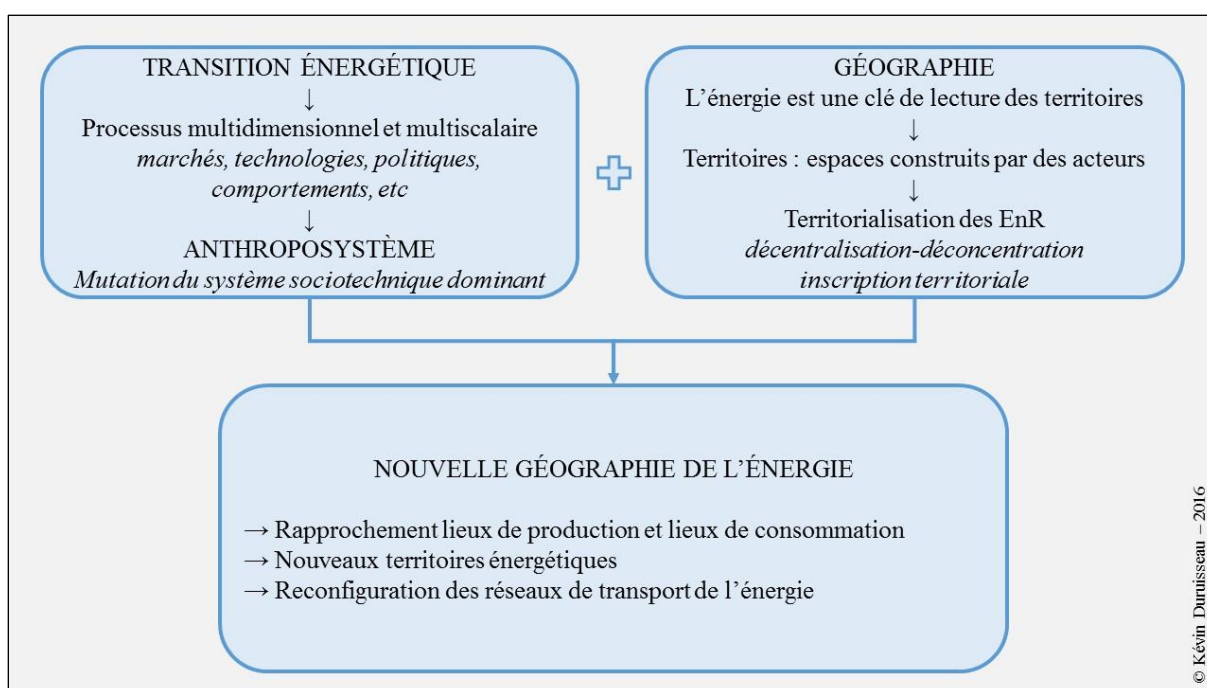 TRANSITION ÉNERGÉTIQUE
↓
Processus multidimensionnel et multiscalaire
marchés, technologies, politiques,
comportements, etc
↓
ANTHROPOSYSTÈME
Mutation du système sociotechnique dominant
GÉOGRAPHIE
L’énergie est une clé de lecture des territoires
↓
Territoires : espaces construits par des acteurs
↓
Territorialisation des EnR
décentralisation-déconcentration
inscription territoriale
NOUVELLE GÉOGRAPHIE DE L’ÉNERGIE
→ Rapprochement lieux de production et lieux de consommation
→ Nouveaux territoires énergétiques
→ Reconfiguration des réseaux de transport de l’énergie
© Kévin Duruisseau – 2016